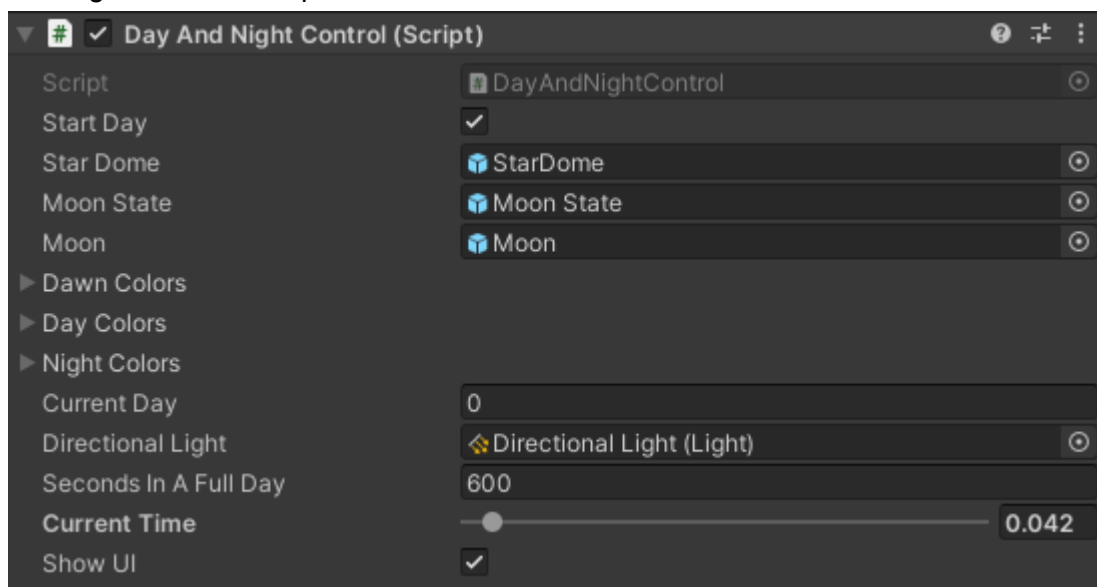 Day And Night Control (Script)
Script DayAndNightControl
Start Day
Star Dome StarDome
Moon State Moon State
Moon Moon
Dawn Colors
Day Colors
Night Colors
Current Day 0
Directional Light Directional Light (Light)
Seconds In A Full Day 600
Current Time 0.042
Show UI